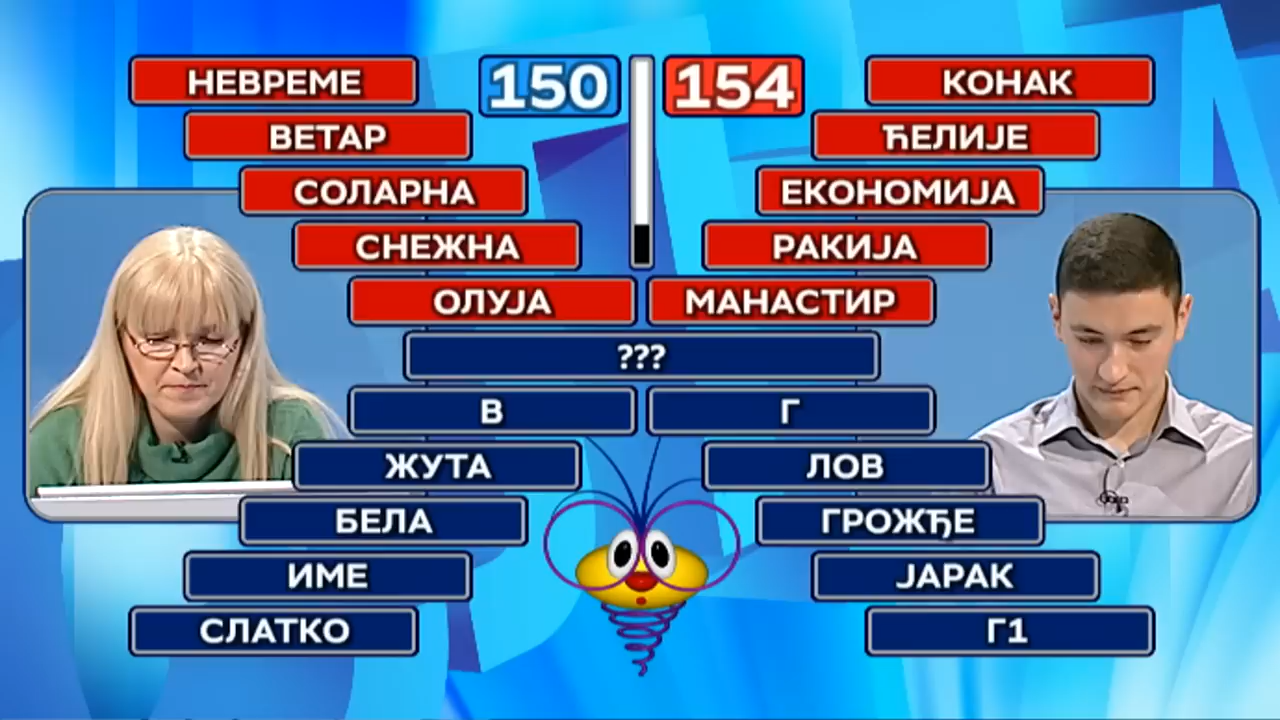 НЕВРЕМЕ 150 154 КОНАК
ВЕТАР ЋЕЛИЈЕ
СОЛАРНА ЕКОНОМИЈА
СНЕЖНА РАКИЈА
ОЛУЈА МАНАСТИР
???
В Г
ЖУТА ЛОВ
БЕЛА ГРОЖЂЕ
ИМЕ ЈАРАК
СЛАТКО Г1